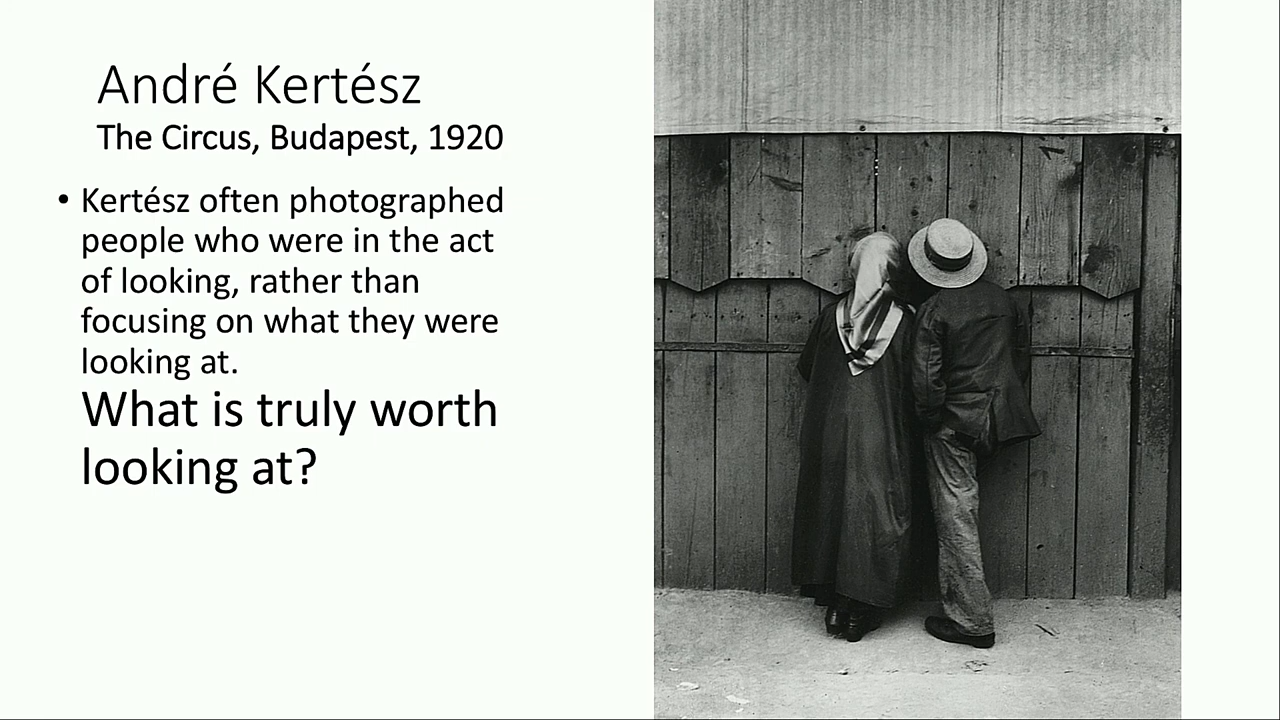 André Kertész
The Circus, Budapest, 1920
• Kertész often photographed
people who were in the act
of looking, rather than
focusing on what they were
looking at.
What is truly worth
looking at?